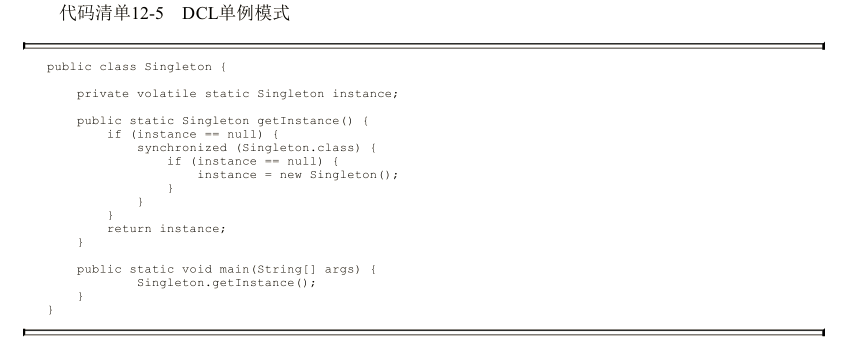 代码清单12-5　DCL单例模式
public class Singleton {
    private volatile static Singleton instance;
    public static Singleton getInstance() {
        if (instance == null) {
            synchronized (Singleton.class) {
                if (instance == null) {
                    instance = new Singleton();
                }
            }
        }
        return instance;
    }
    public static void main(String[] args) {
            Singleton.getInstance();
    }
}